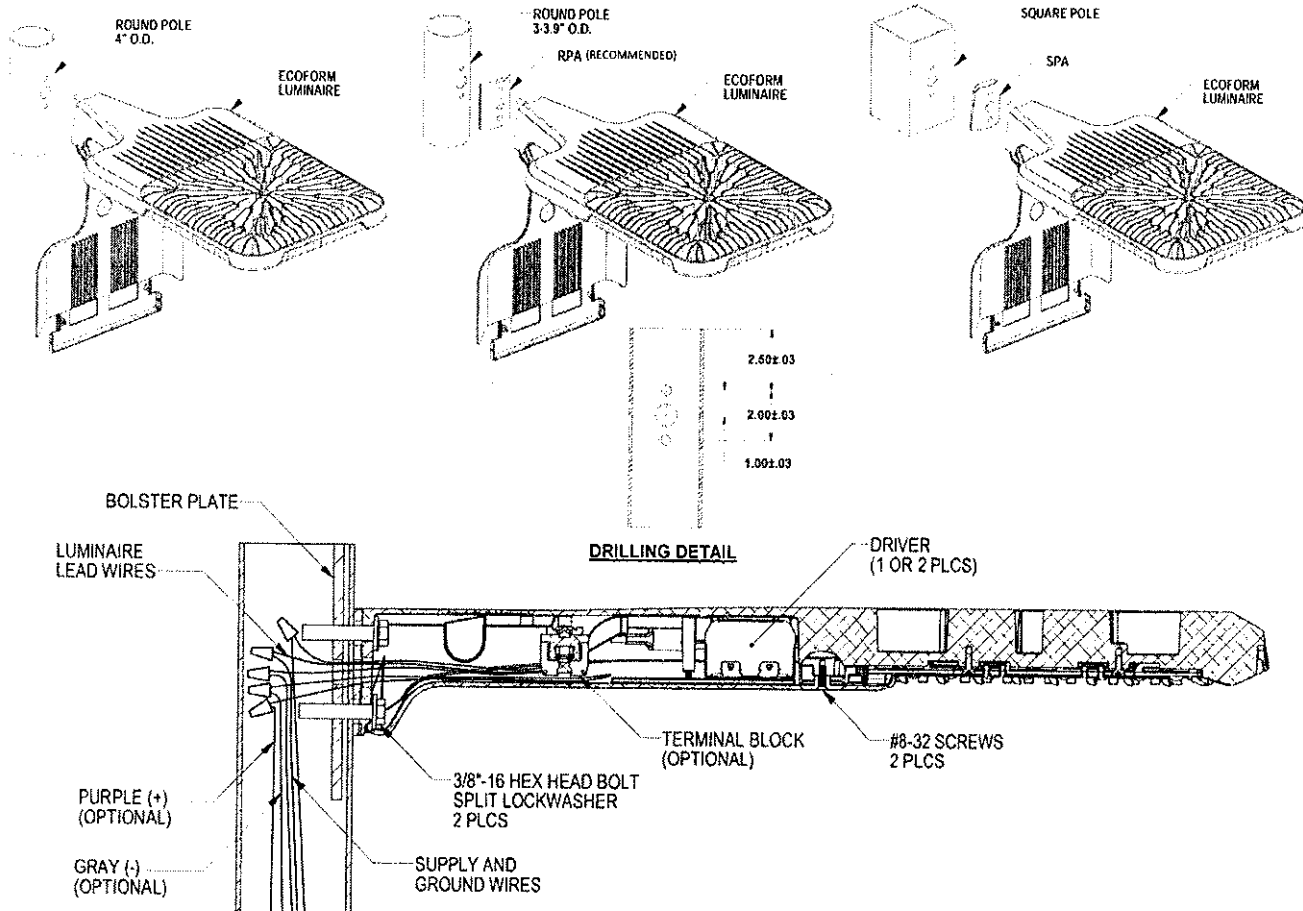 ROUND POLE
4" O.D.
ECOFORM
LUMINAIRE
ROUND POLE
3-3.9" O.D.
RPA (RECOMMENDED)
ECOFORM
LUMINAIRE
SQUARE POLE
SPA
ECOFORM
LUMINAIRE
2.50±.03
2.00±.03
1.00±.03
DRILLING DETAIL
BOLSTER PLATE
LUMINAIRE
LEAD WIRES
DRIVER
(1 OR 2 PLCS)
TERMINAL BLOCK
(OPTIONAL)
#8-32 SCREWS
2 PLCS
3/8"-16 HEX HEAD BOLT
SPLIT LOCKWASHER
2 PLCS
PURPLE (+)
(OPTIONAL)
GRAY (-)
(OPTIONAL)
SUPPLY AND
GROUND WIRES